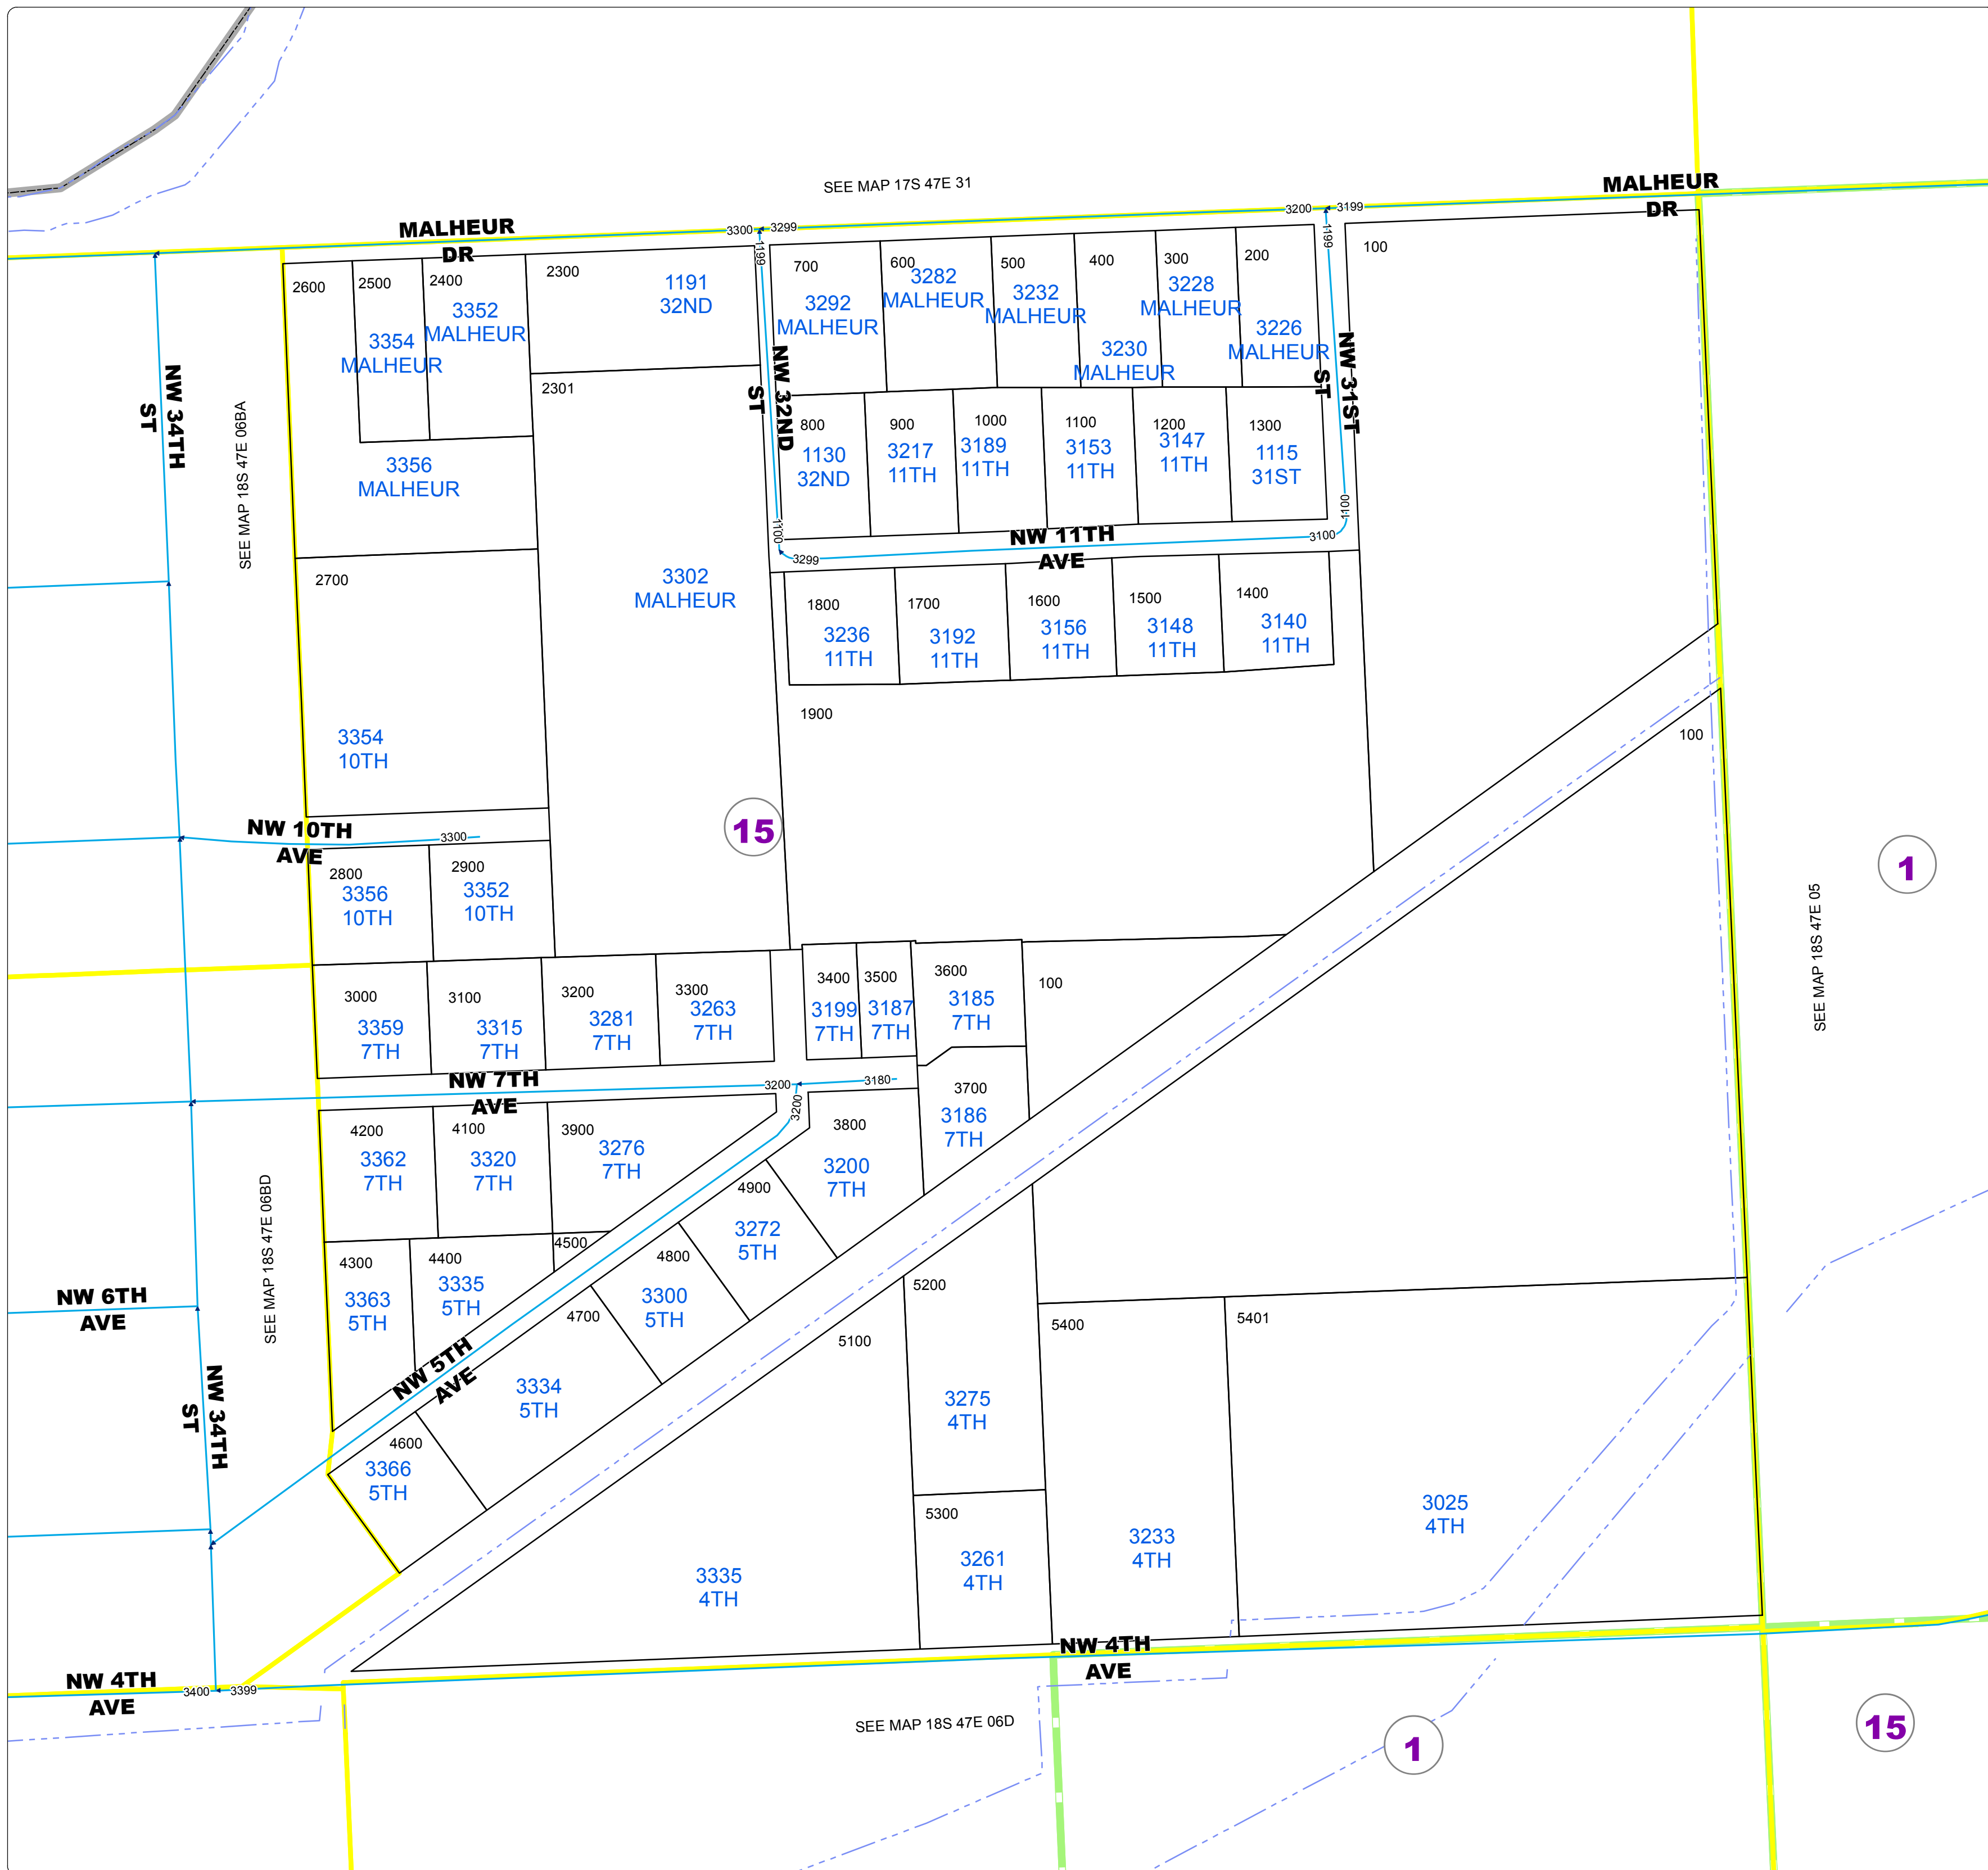 SEE MAP 17S 47E 31
MALHEUR
DR
MALHEUR
DR
3300
3299
3200
3199
1199
1199
2600
2500
3354
MALHEUR
2400
3352
MALHEUR
2300
1191
32ND
700
3292
MALHEUR
600
3282
MALHEUR
500
3232
MALHEUR
400
3230
MALHEUR
300
3228
MALHEUR
200
3226
MALHEUR
100
NW 34TH
ST
SEE MAP 18S 47E 06BA
3356
MALHEUR
2301
NW 32ND
ST
NW 31ST
ST
800
1130
32ND
900
3217
11TH
1000
3189
11TH
1100
3153
11TH
1200
3147
11TH
1300
1115
31ST
1100
1100
3299
3100
NW 11TH
AVE
2700
3354
10TH
3302
MALHEUR
1800
3236
11TH
1700
3192
11TH
1600
3156
11TH
1500
3148
11TH
1400
3140
11TH
1900
100
15
1
NW 10TH
AVE
3300
2800
3356
10TH
2900
3352
10TH
SEE MAP 18S 47E 05
3000
3359
7TH
3100
3315
7TH
3200
3281
7TH
3300
3263
7TH
3400
3199
7TH
3500
3187
7TH
3600
3185
7TH
100
NW 7TH
AVE
3200
3180
3200
3700
3186
7TH
4200
3362
7TH
4100
3320
7TH
3900
3276
7TH
3800
3200
7TH
SEE MAP 18S 47E 06BD
4300
3363
5TH
4400
3335
5TH
4500
4900
3272
5TH
4800
3300
5TH
4700
3334
5TH
4600
3366
5TH
NW 5TH
AVE
NW 6TH
AVE
NW 34TH
ST
5100
3335
4TH
5200
3275
4TH
5300
3261
4TH
5400
3233
4TH
5401
3025
4TH
NW 4TH
AVE
NW 4TH
AVE
3400
3399
SEE MAP 18S 47E 06D
1
15